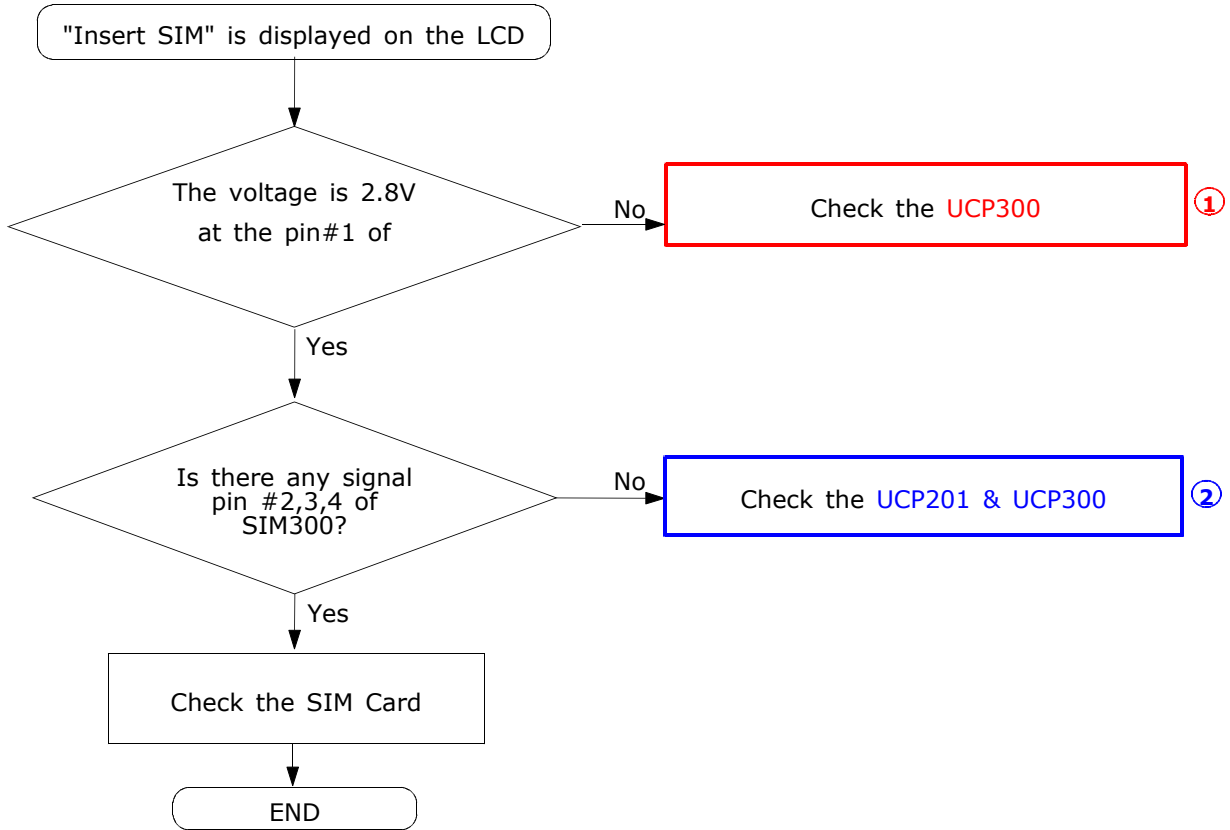 "Insert SIM" is displayed on the LCD
The voltage is 2.8V
at the pin#1 of
No
Check the UCP300
1
Yes
Is there any signal
pin #2,3,4 of
SIM300?
No
Check the UCP201 & UCP300
2
Yes
Check the SIM Card
END